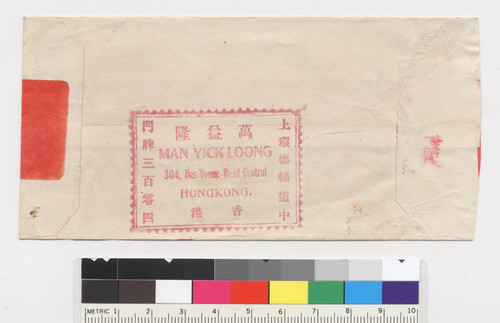 隆益萬
MAN YICK LOONG
304, Des Voeux Road Central
HONGKONG.
港香
上環德輔道中
門牌三百零四
METRIC 1 2 3 4 5 6 7 8 9 10